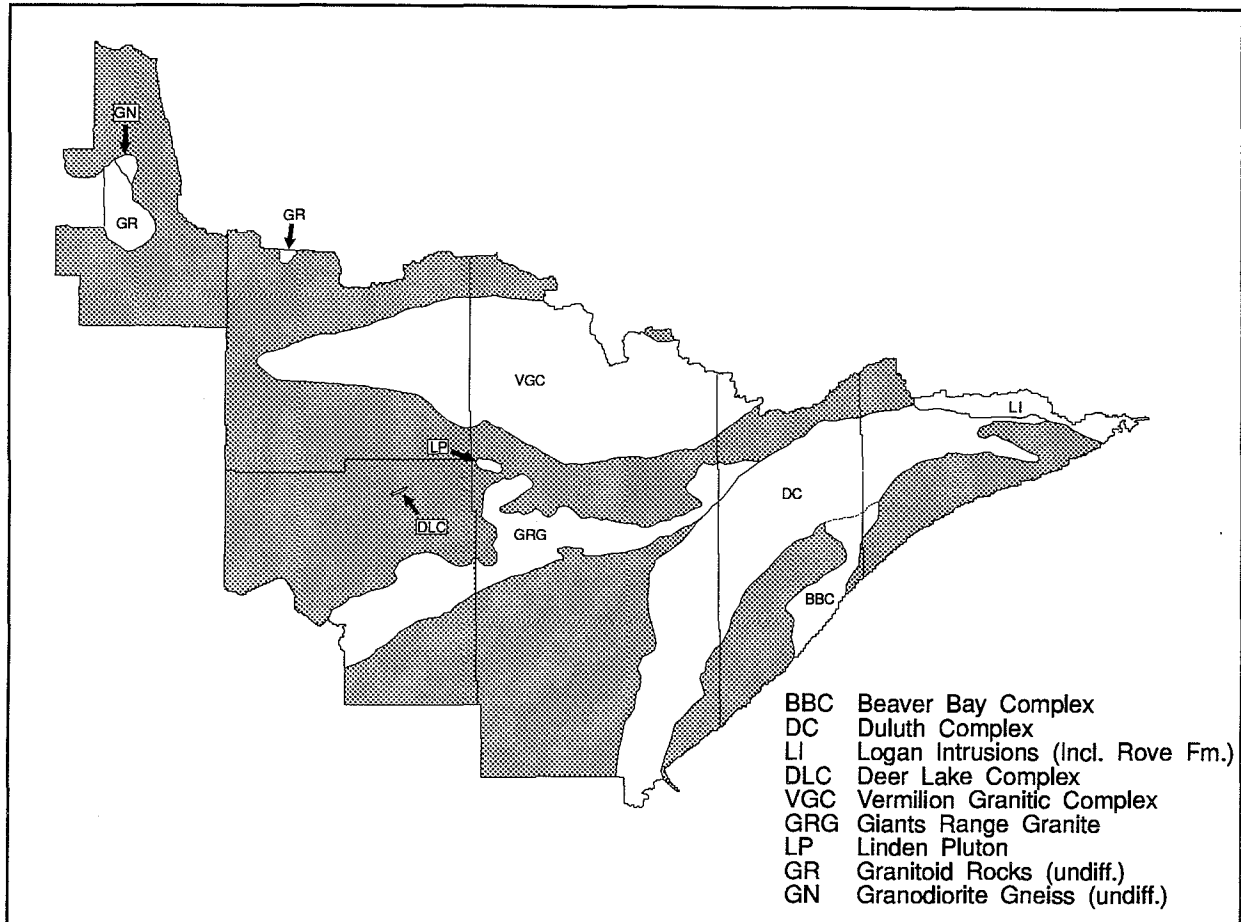 GN
GR
GR
VGC
LI
LP
DC
DLC
GRG
BBC
BBC Beaver Bay Complex
DC Duluth Complex
LI Logan Intrusions (Incl. Rove Fm.)
DLC Deer Lake Complex
VGC Vermilion Granitic Complex
GRG Giants Range Granite
LP Linden Pluton
GR Granitoid Rocks (undiff.)
GN Granodiorite Gneiss (undiff.)